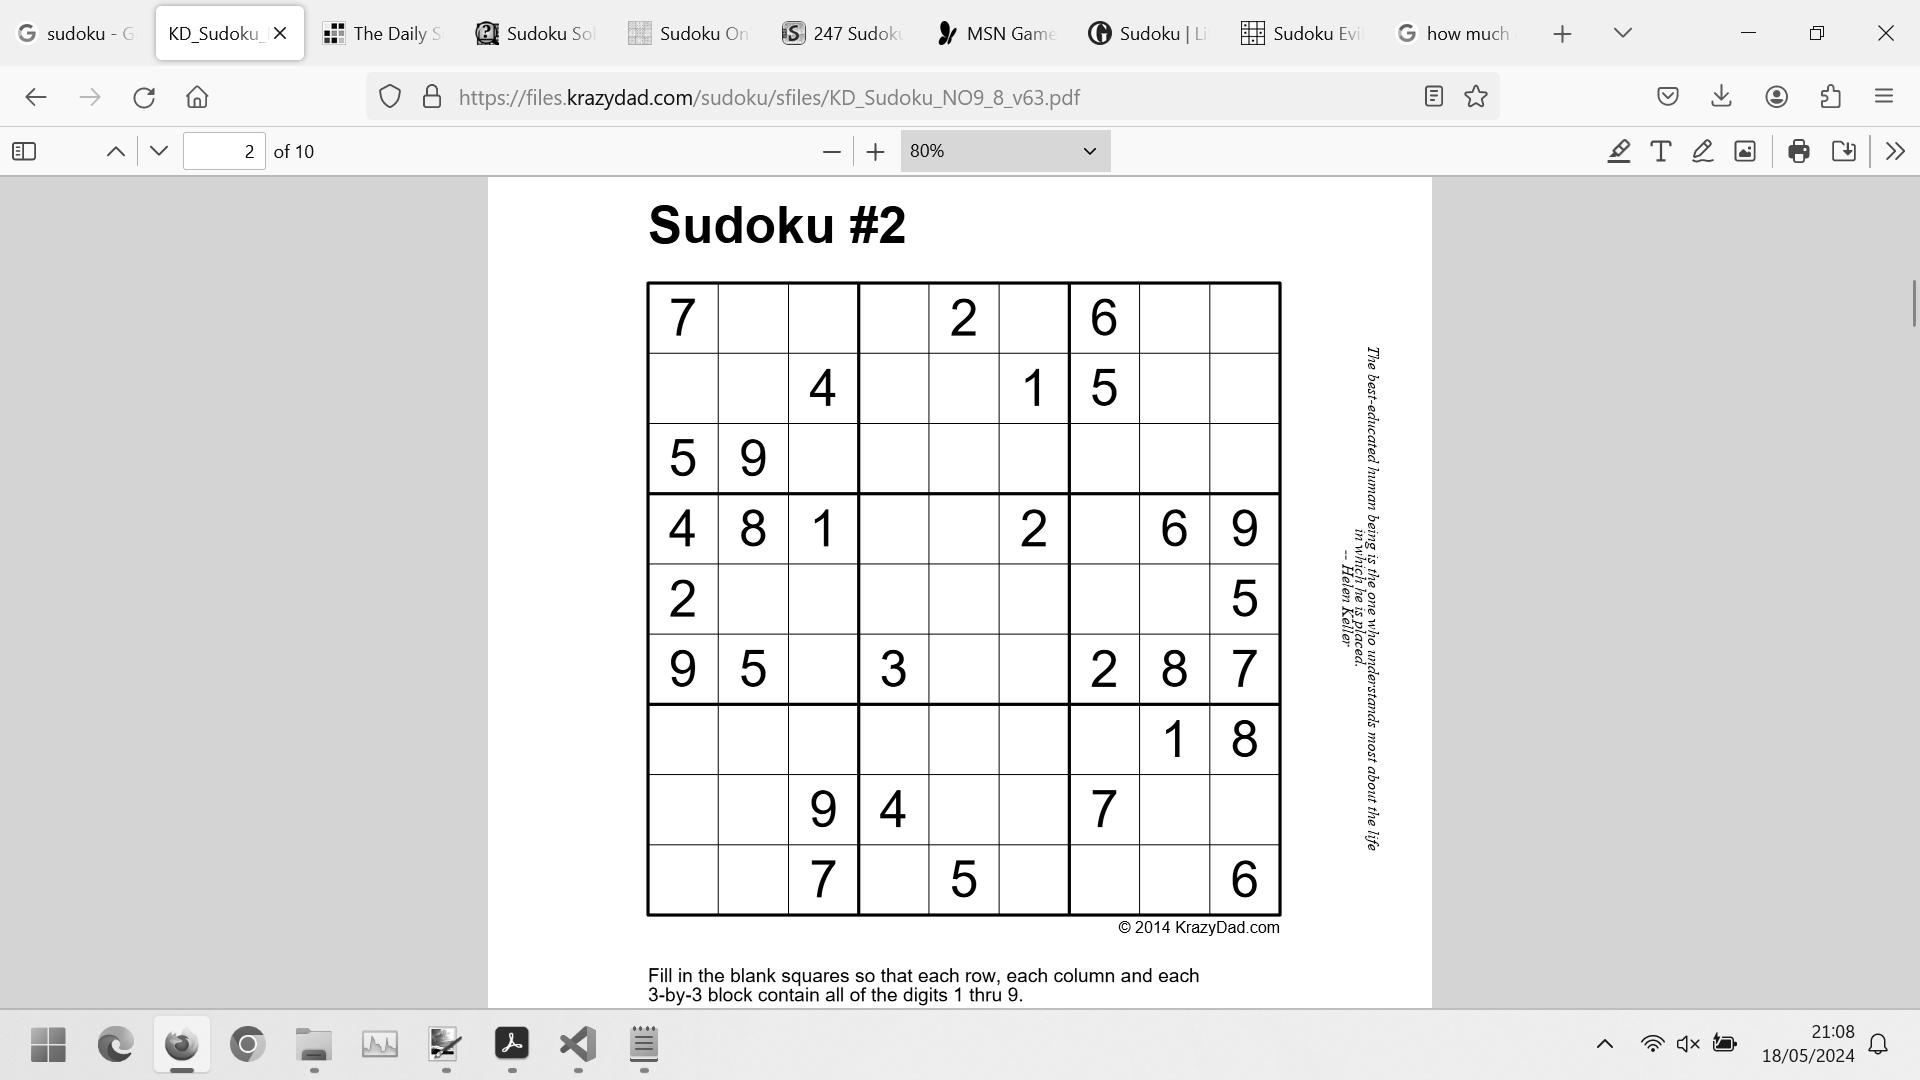 sudoku - G
KD_Sudoku_
The Daily S
Sudoku Sol
Sudoku On
247 Sudoku
MSN Game
Sudoku | Li
Sudoku Evil
how much
https://files.krazydad.com/sudoku/sfiles/KD_Sudoku_NO9_8_v63.pdf
2 of 10
80%
Sudoku #2
7 2 6
4 1 5
5 9
4 8 1 2 6 9
2 5
9 5 3 2 8 7
1 8
9 4 7
7 5 6
The best-educated human being is the one who understands most about the life
in which he is placed.
-- Helen Keller
© 2014 KrazyDad.com
Fill in the blank squares so that each row, each column and each
3-by-3 block contain all of the digits 1 thru 9.
21:08
18/05/2024